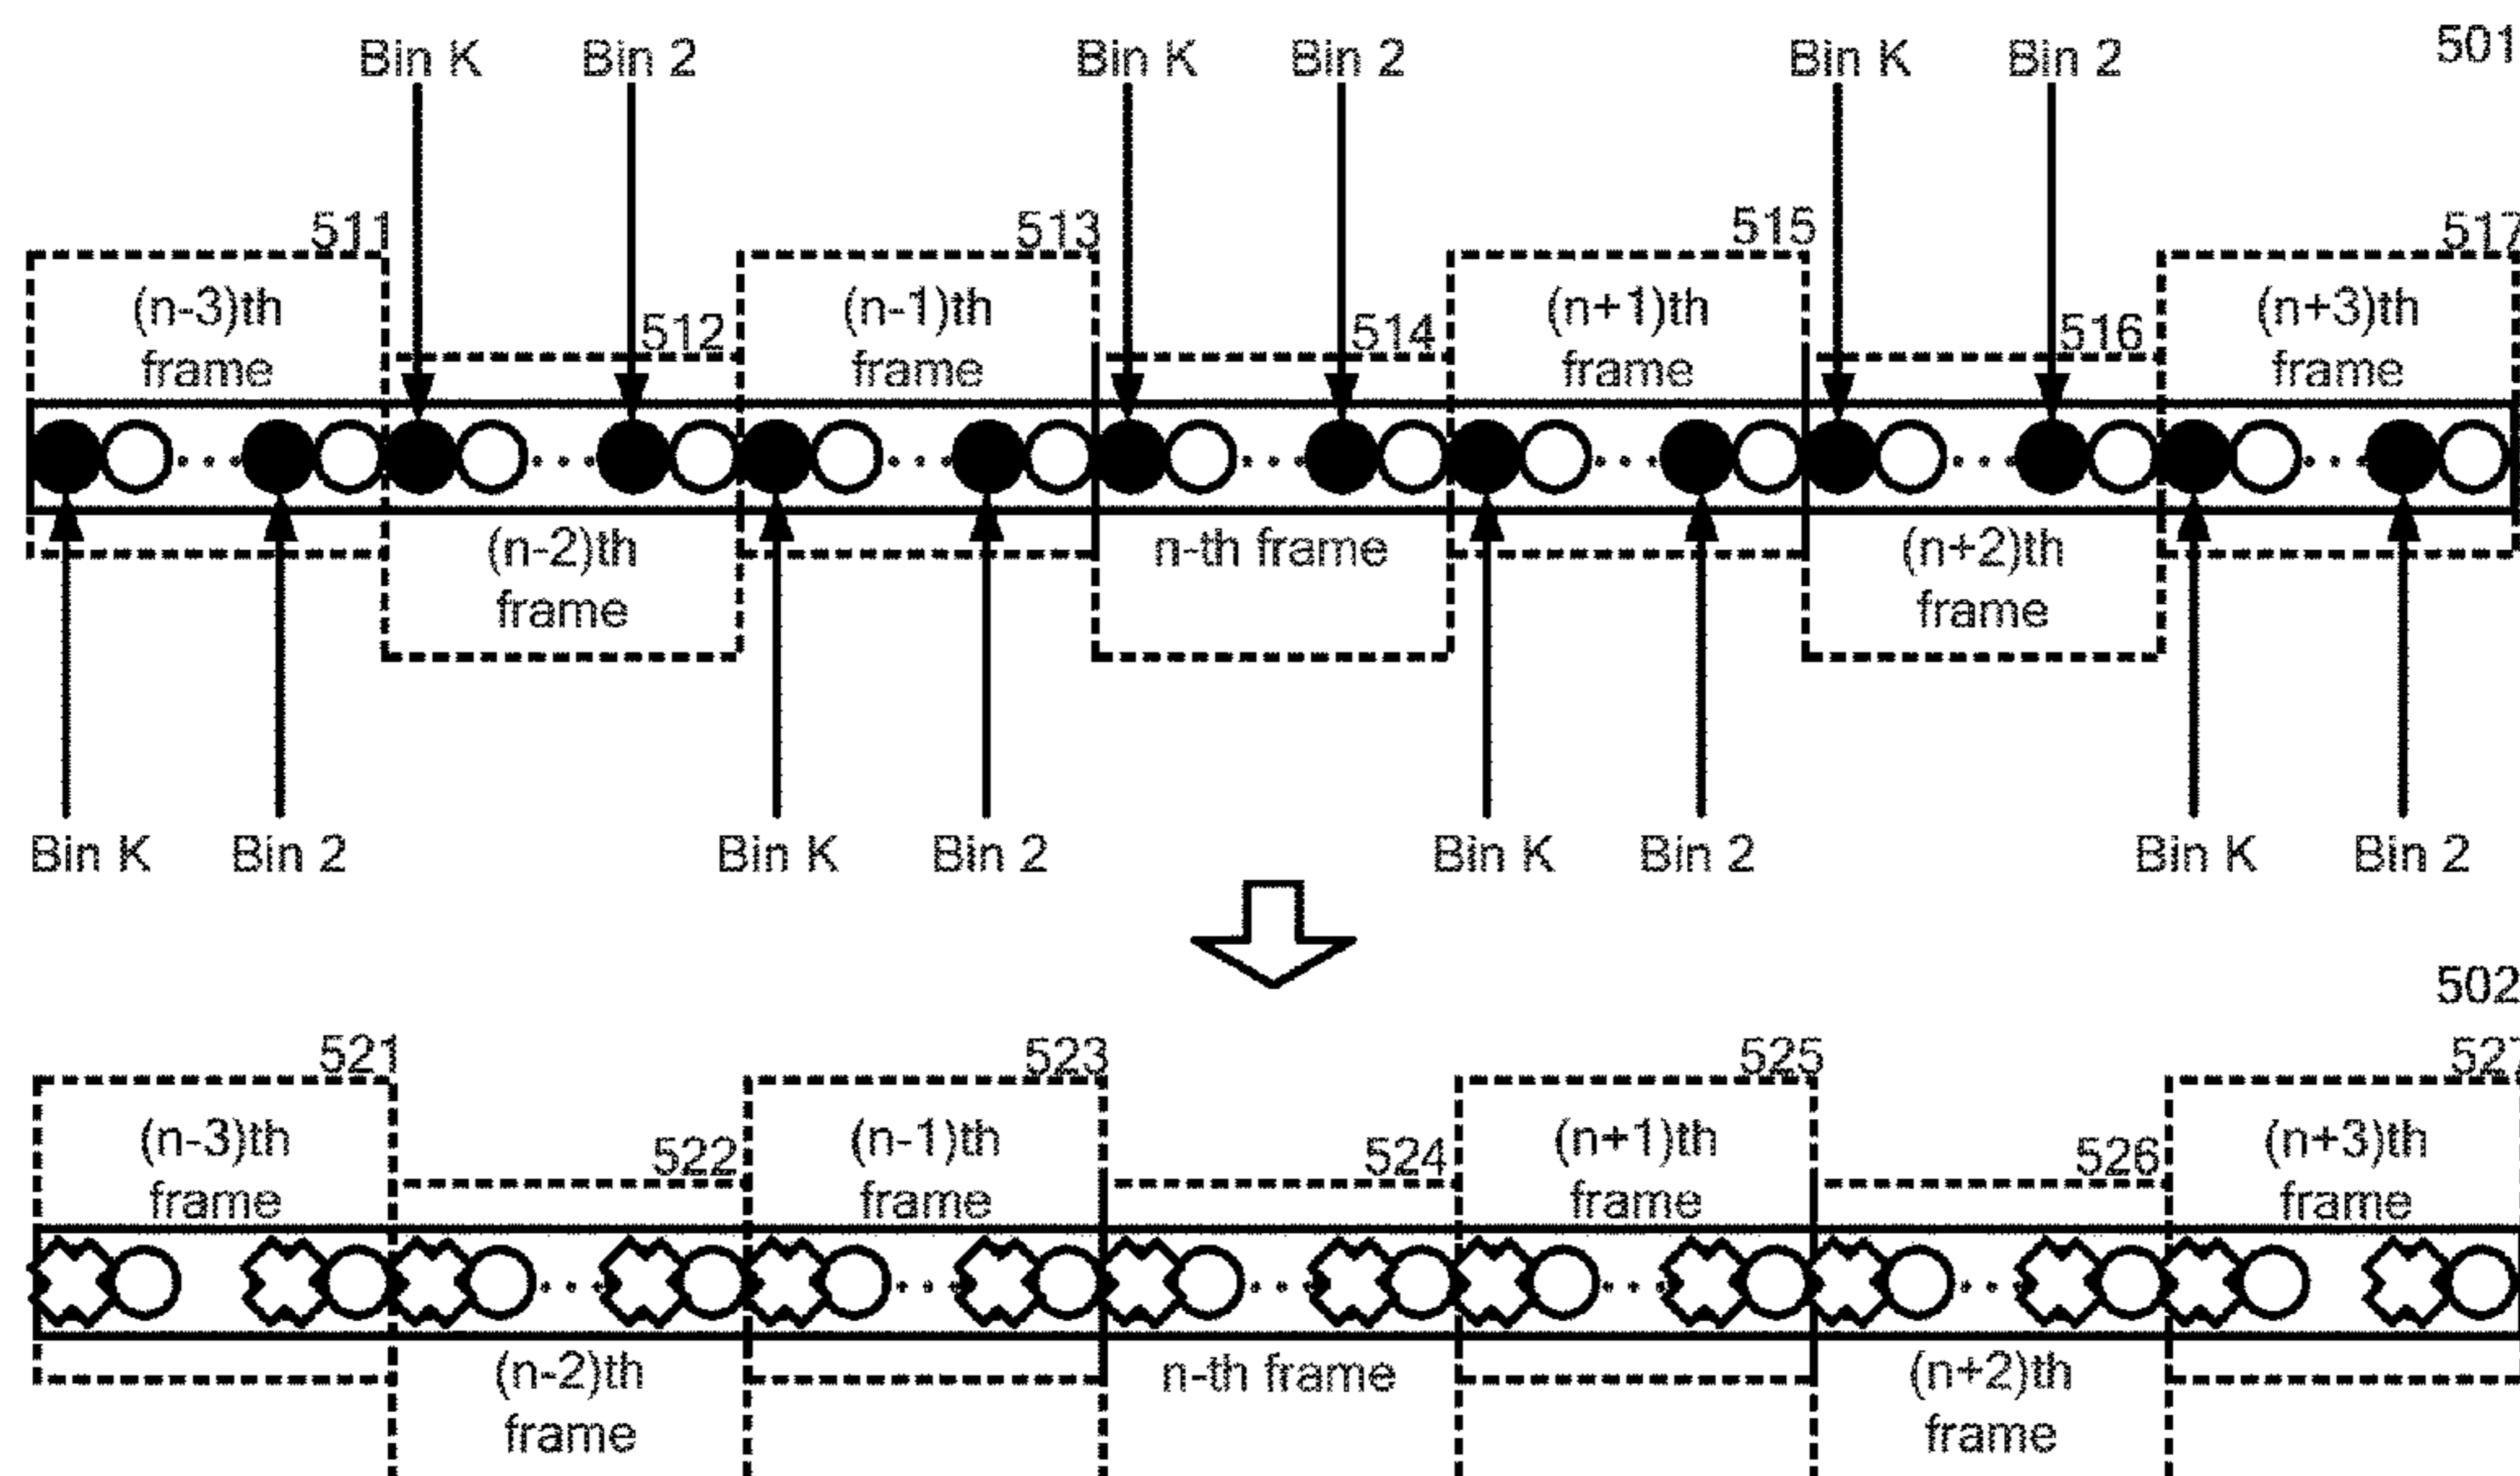 Bin K Bin 2 Bin K Bin 2 Bin K Bin 2 501
511 513 515 517
(n-3)th (n-1)th (n+1)th (n+3)th
512 514 516
frame frame frame frame
(n-2)th n-th frame (n+2)th
frame frame
Bin K Bin 2 Bin K Bin 2 Bin K Bin 2 Bin K Bin 2
502
521 523 525 527
(n-3)th (n-1)th (n+1)th (n+3)th
522 524 526
frame frame frame frame
(n-2)th n-th frame (n+2)th
frame frame